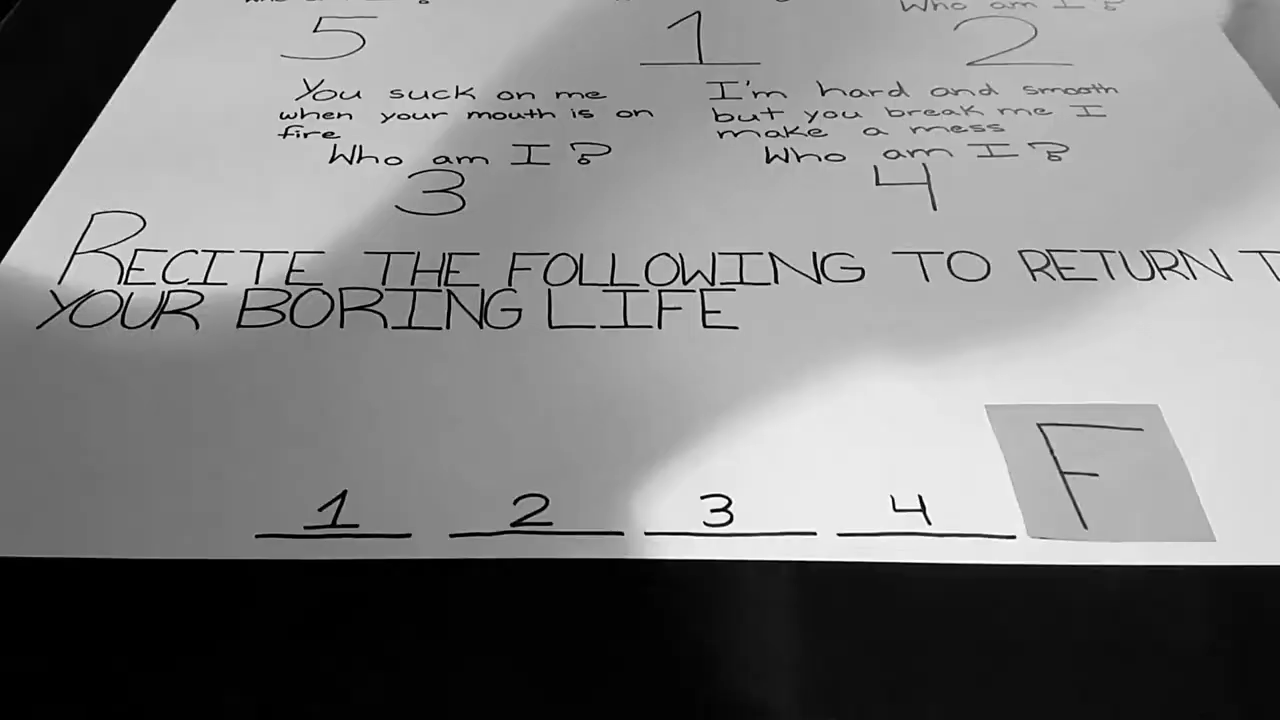 Who am I?
5 1 2
You suck on me
when your mouth is on
fire
Who am I?
3
I'm hard and smooth
but you break me I
make a mess
Who am I?
4
RECITE THE FOLLOWING TO RETURN T
YOUR BORING LIFE
1 2 3 4 F